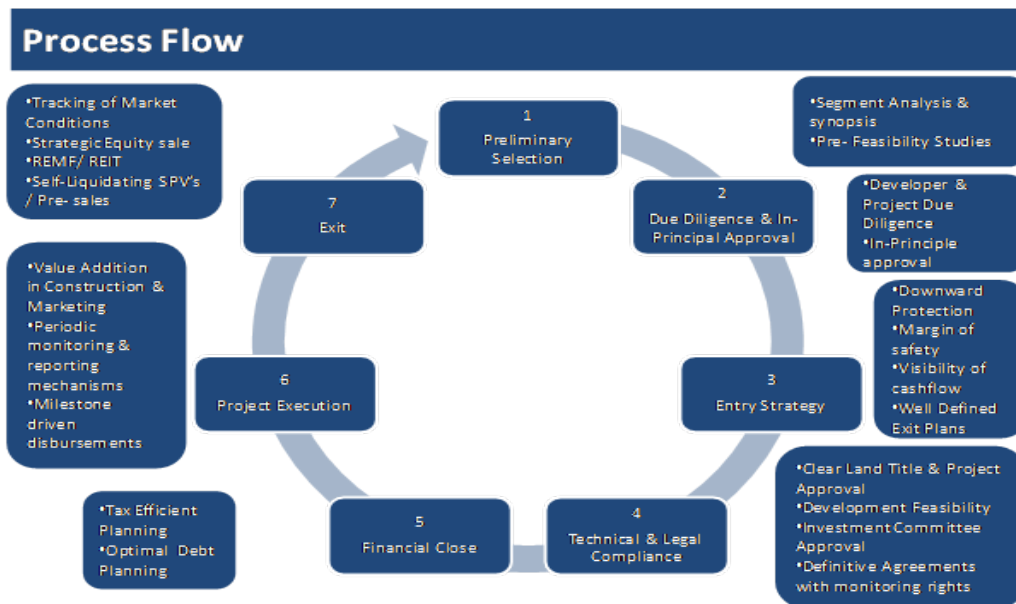 Process Flow
1
Preliminary
Selection
•Segment Analysis &
synopsis
•Pre- Feasibility Studies
2
Due Diligence & In-
Principal Approval
•Developer &
Project Due
Diligence
•In-Principle
approval
3
Entry Strategy
•Downward
Protection
•Margin of
safety
•Visibility of
cashflow
•Well Defined
Exit Plans
4
Technical & Legal
Compliance
•Clear Land Title & Project
Approval
•Development Feasibility
•Investment Committee
Approval
•Definitive Agreements
with monitoring rights
5
Financial Close
•Tax Efficient
Planning
•Optimal Debt
Planning
6
Project Execution
•Value Addition
in Construction &
Marketing
•Periodic
monitoring &
reporting
mechanisms
•Milestone
driven
disbursements
7
Exit
•Tracking of Market
Conditions
•Strategic Equity sale
•REMF/ REIT
•Self-Liquidating SPV's
/ Pre- sales